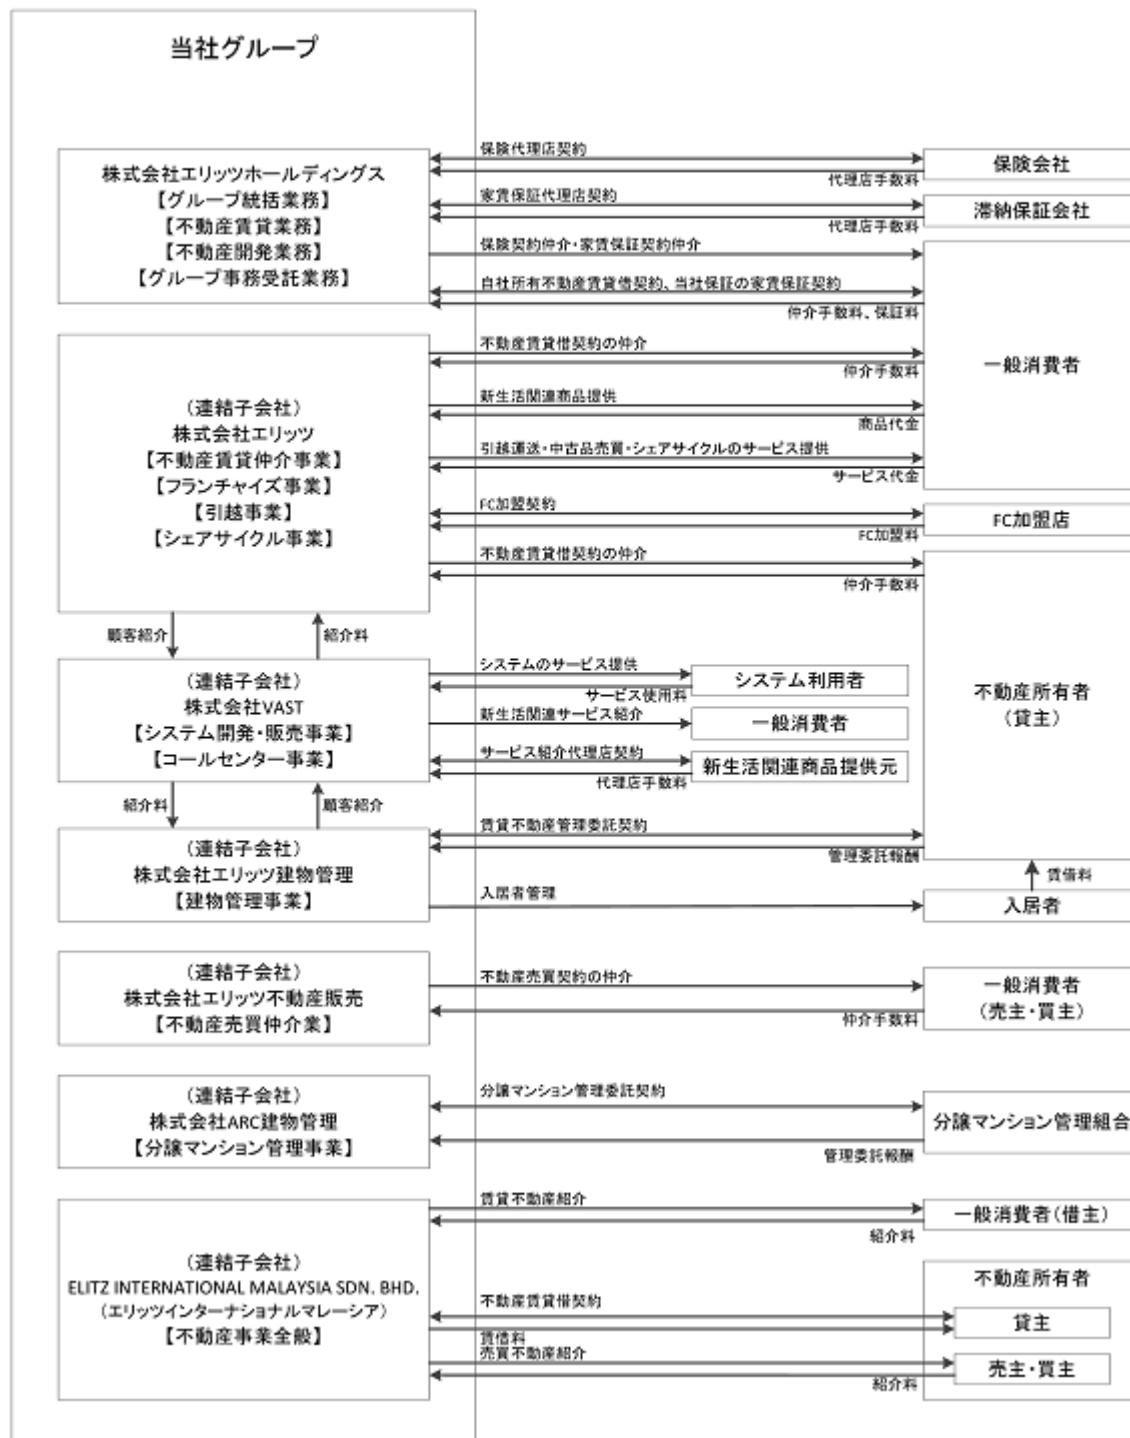 当社グループ
株式会社エリッツホールディングス
【グループ統括業務】
【不動産賃貸業務】
【不動産開発業務】
【グループ事務受託業務】
保険代理店契約
代理店手数料
保険会社
家賃保証代理店契約
代理店手数料
滞納保証会社
保険契約仲介・家賃保証契約仲介
自社所有不動産賃貸借契約、当社保証の家賃保証契約
仲介手数料、保証料
一般消費者
(連結子会社)
株式会社エリッツ
【不動産賃貸仲介事業】
【フランチャイズ事業】
【引越事業】
【シェアサイクル事業】
不動産賃貸借契約の仲介
仲介手数料
新生活関連商品提供
商品代金
引越運送・中古品売買・シェアサイクルのサービス提供
サービス代金
FC加盟契約
FC加盟料
FC加盟店
不動産賃貸借契約の仲介
仲介手数料
不動産所有者
(貸主)
顧客紹介
紹介料
(連結子会社)
株式会社VAST
【システム開発・販売事業】
【コールセンター事業】
システムのサービス提供
サービス使用料
システム利用者
新生活関連サービス紹介
一般消費者
サービス紹介代理店契約
代理店手数料
新生活関連商品提供元
紹介料
顧客紹介
(連結子会社)
株式会社エリッツ建物管理
【建物管理事業】
賃貸不動産管理委託契約
管理委託報酬
賃借料
入居者管理
入居者
(連結子会社)
株式会社エリッツ不動産販売
【不動産売買仲介業】
不動産売買契約の仲介
仲介手数料
一般消費者
(売主・買主)
(連結子会社)
株式会社ARC建物管理
【分譲マンション管理事業】
分譲マンション管理委託契約
管理委託報酬
分譲マンション管理組合
(連結子会社)
ELITZ INTERNATIONAL MALAYSIA SDN. BHD.
(エリッツインターナショナルマレーシア)
【不動産事業全般】
賃貸不動産紹介
紹介料
一般消費者(借主)
不動産所有者
不動産賃貸借契約
賃借料
貸主
売買不動産紹介
紹介料
売主・買主